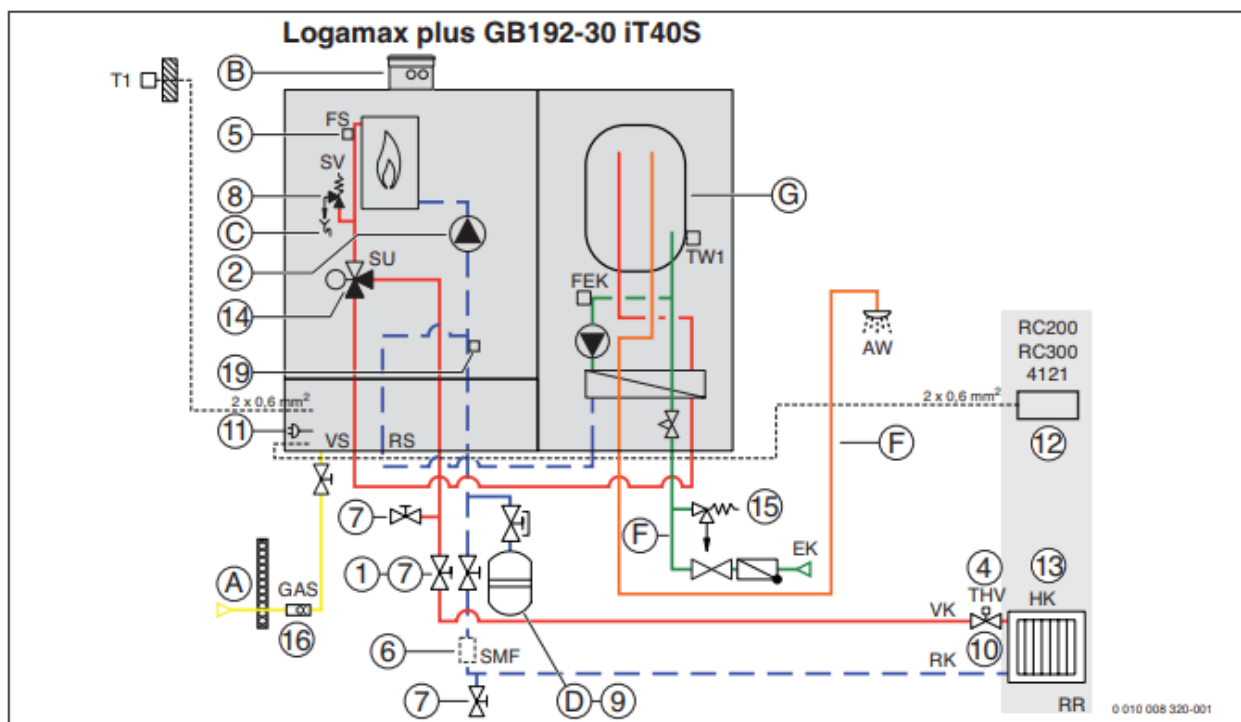 Logamax plus GB192-30 iT40S
T1
B
5
FS
SV
8
C
2
SU
14
G
TW1
FEK
19
AW
RC200
RC300
4121
2 x 0,6 mm²
2 x 0,6 mm²
11
VS
RS
F
12
7
15
F
EK
A
GAS
16
1
7
4
THV
13
HK
VK
10
6
SMF
RK
7
D
9
RR
0 010 008 320-001